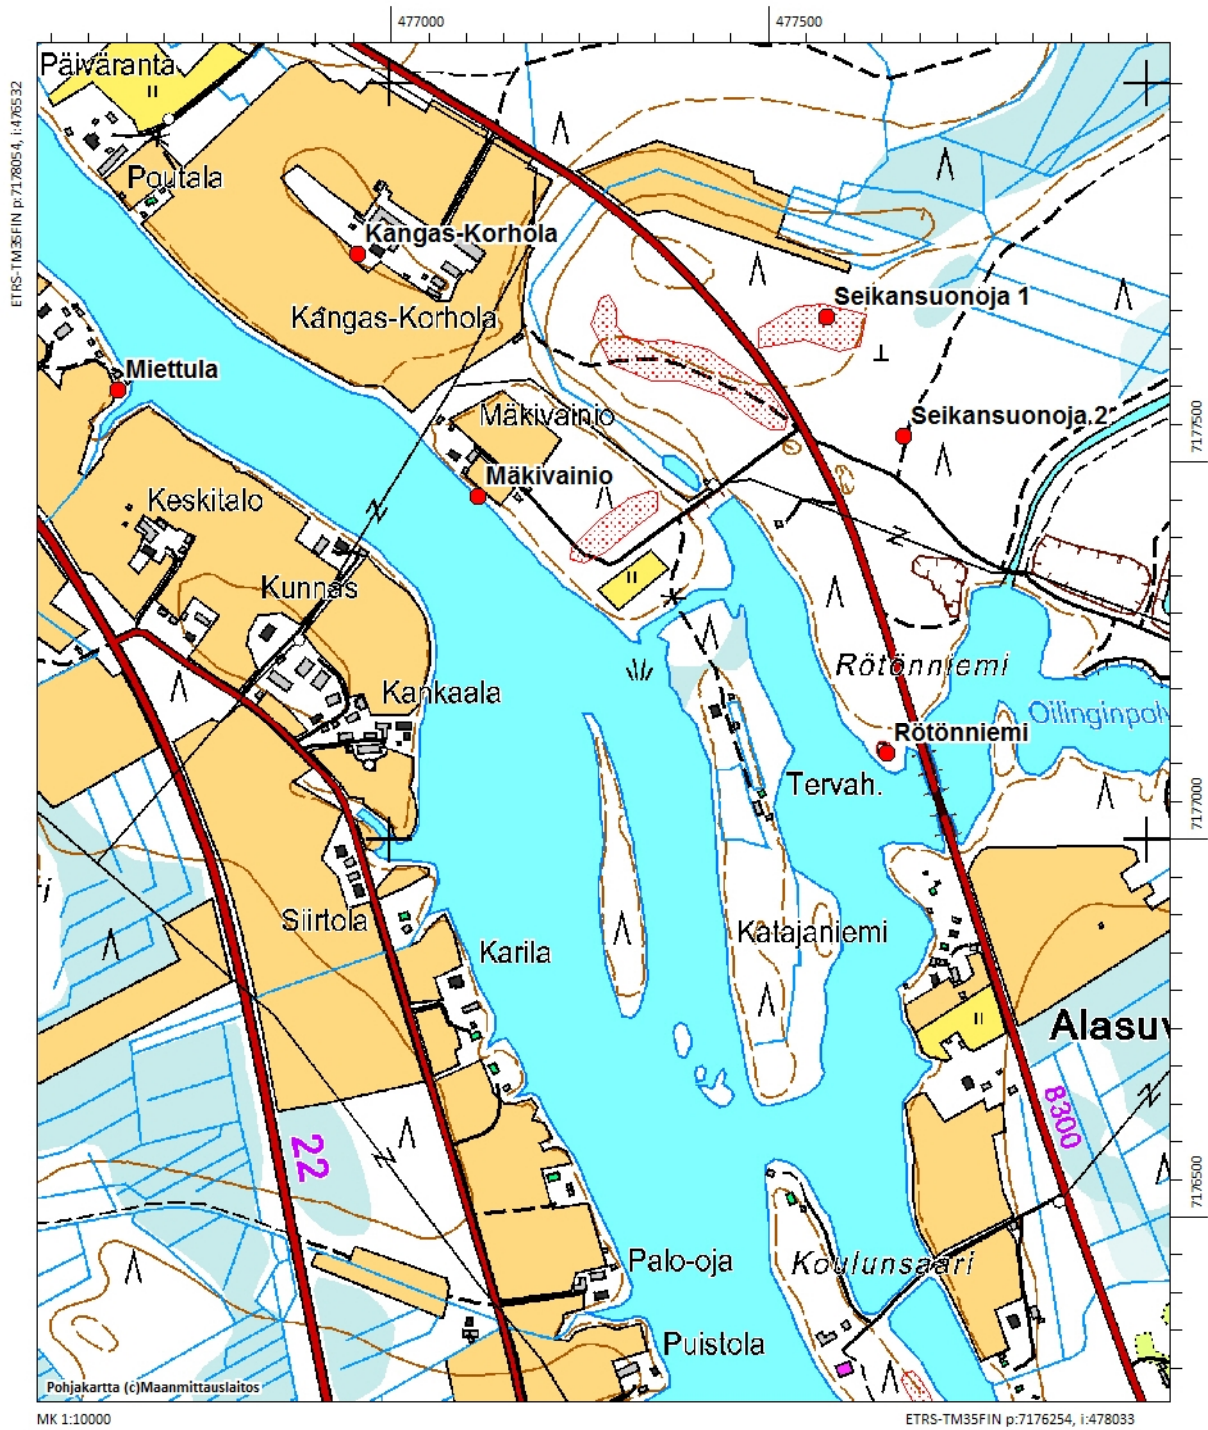 477000
477500
ETRS-TM35FIN p:7178054, i:476532
Päiväranta
Poutala
Kangas-Korhola
Kangas-Korhola
Seikansuonoja 1
Miettula
Mäkivainio
Seikansuonoja.2
7177500
Mäkivainio
Keskitalo
Kunnas
Rötönniemi
Kankaala
Oilinginpolv
Rötönniemi
Tervah.
7177000
Siirtola
Katajaniemi
Karila
Alasuv
8300
22
7176500
Palo-oja
Koulunsaari
Puistola
Pohjakartta (c)Maanmittauslaitos
MK 1:10000
ETRS-TM35FIN p:7176254, i:478033